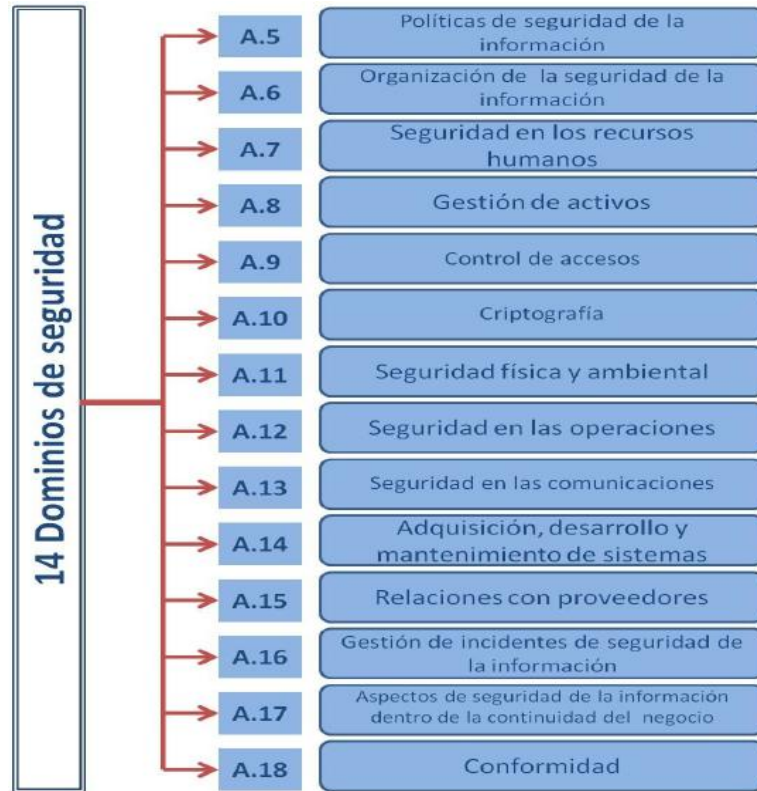 14 Dominios de seguridad
A.5
Políticas de seguridad de la
información
A.6
Organización de la seguridad de la
información
A.7
Seguridad en los recursos
humanos
A.8
Gestión de activos
A.9
Control de accesos
A.10
Criptografía
A.11
Seguridad física y ambiental
A.12
Seguridad en las operaciones
A.13
Seguridad en las comunicaciones
A.14
Adquisición, desarrollo y
mantenimiento de sistemas
A.15
Relaciones con proveedores
A.16
Gestión de incidentes de seguridad de
la información
A.17
Aspectos de seguridad de la información
dentro de la continuidad del negocio
A.18
Conformidad